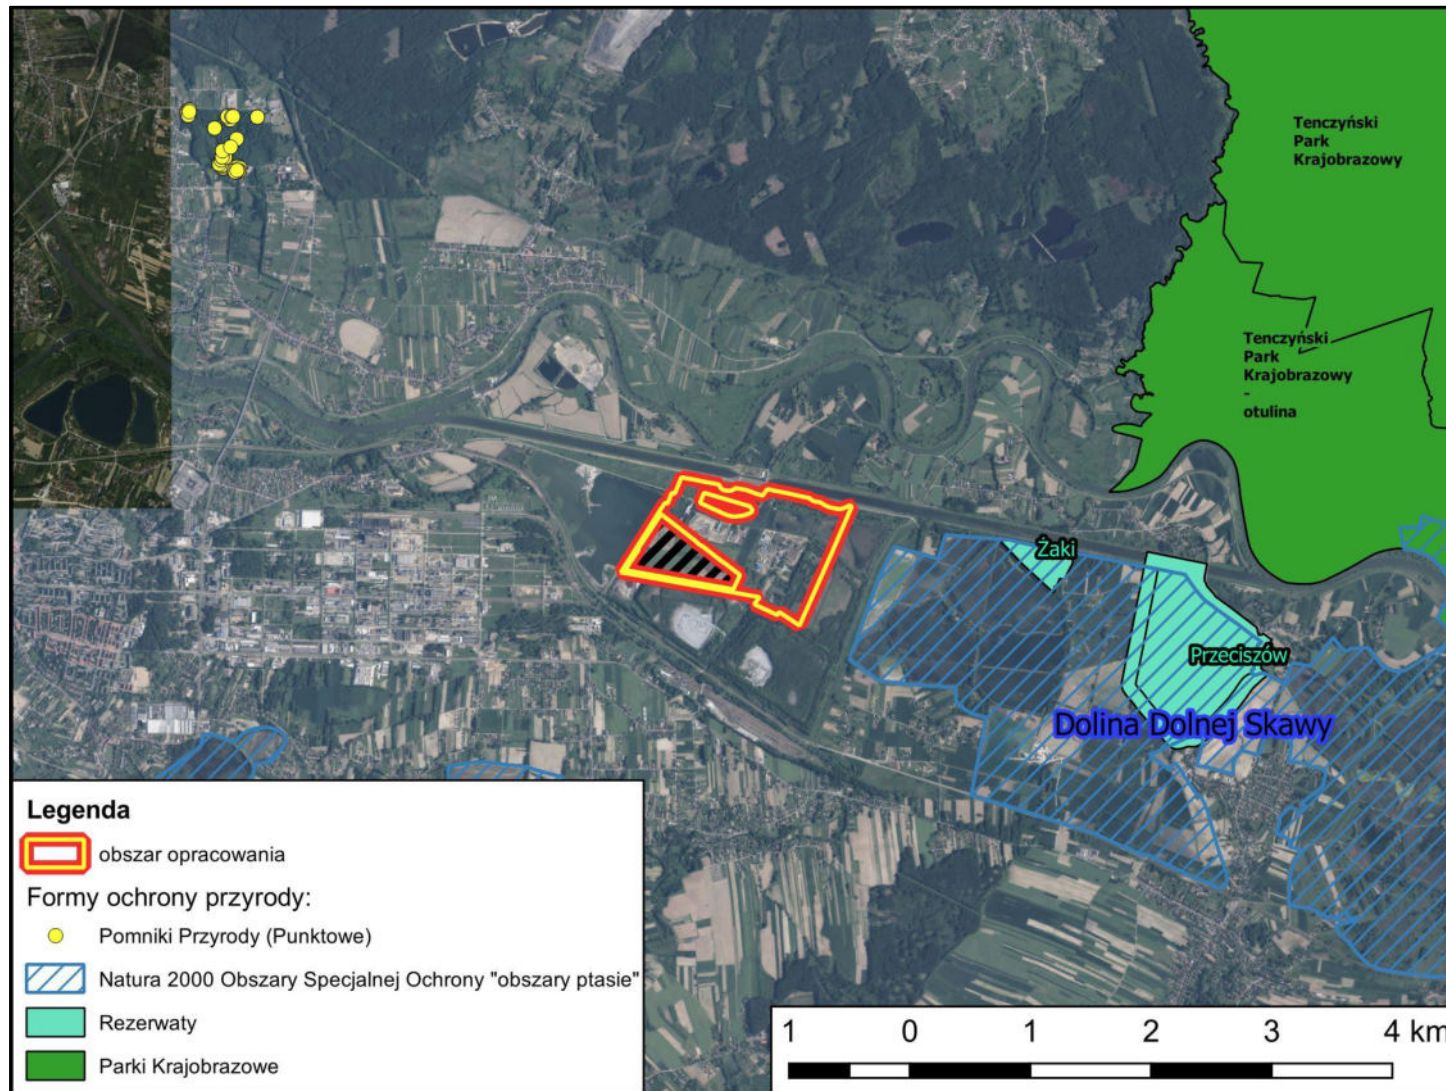 Tenczyński
Park
Krajobrazowy
Tenczyński
Park
Krajobrazowy
-
otulina
Żaki
Przeciszów
Dolina Dolnej Skawy
Legenda
obszar opracowania
Formy ochrony przyrody:
Pomniki Przyrody (Punktowe)
Natura 2000 Obszary Specjalnej Ochrony "obszary ptasie"
Rezerwaty
Parki Krajobrazowe
1 0 1 2 3 4 km